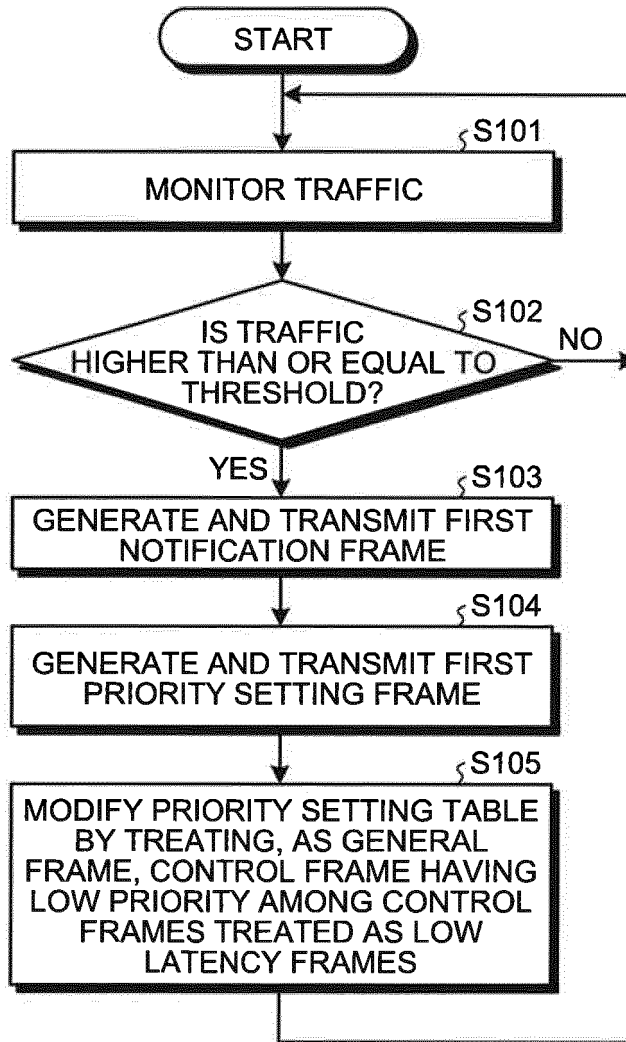 START
S101
MONITOR TRAFFIC
S102
IS TRAFFIC
HIGHER THAN OR EQUAL TO
THRESHOLD?
NO
YES
S103
GENERATE AND TRANSMIT FIRST
NOTIFICATION FRAME
S104
GENERATE AND TRANSMIT FIRST
PRIORITY SETTING FRAME
S105
MODIFY PRIORITY SETTING TABLE
BY TREATING, AS GENERAL
FRAME, CONTROL FRAME HAVING
LOW PRIORITY AMONG CONTROL
FRAMES TREATED AS LOW
LATENCY FRAMES